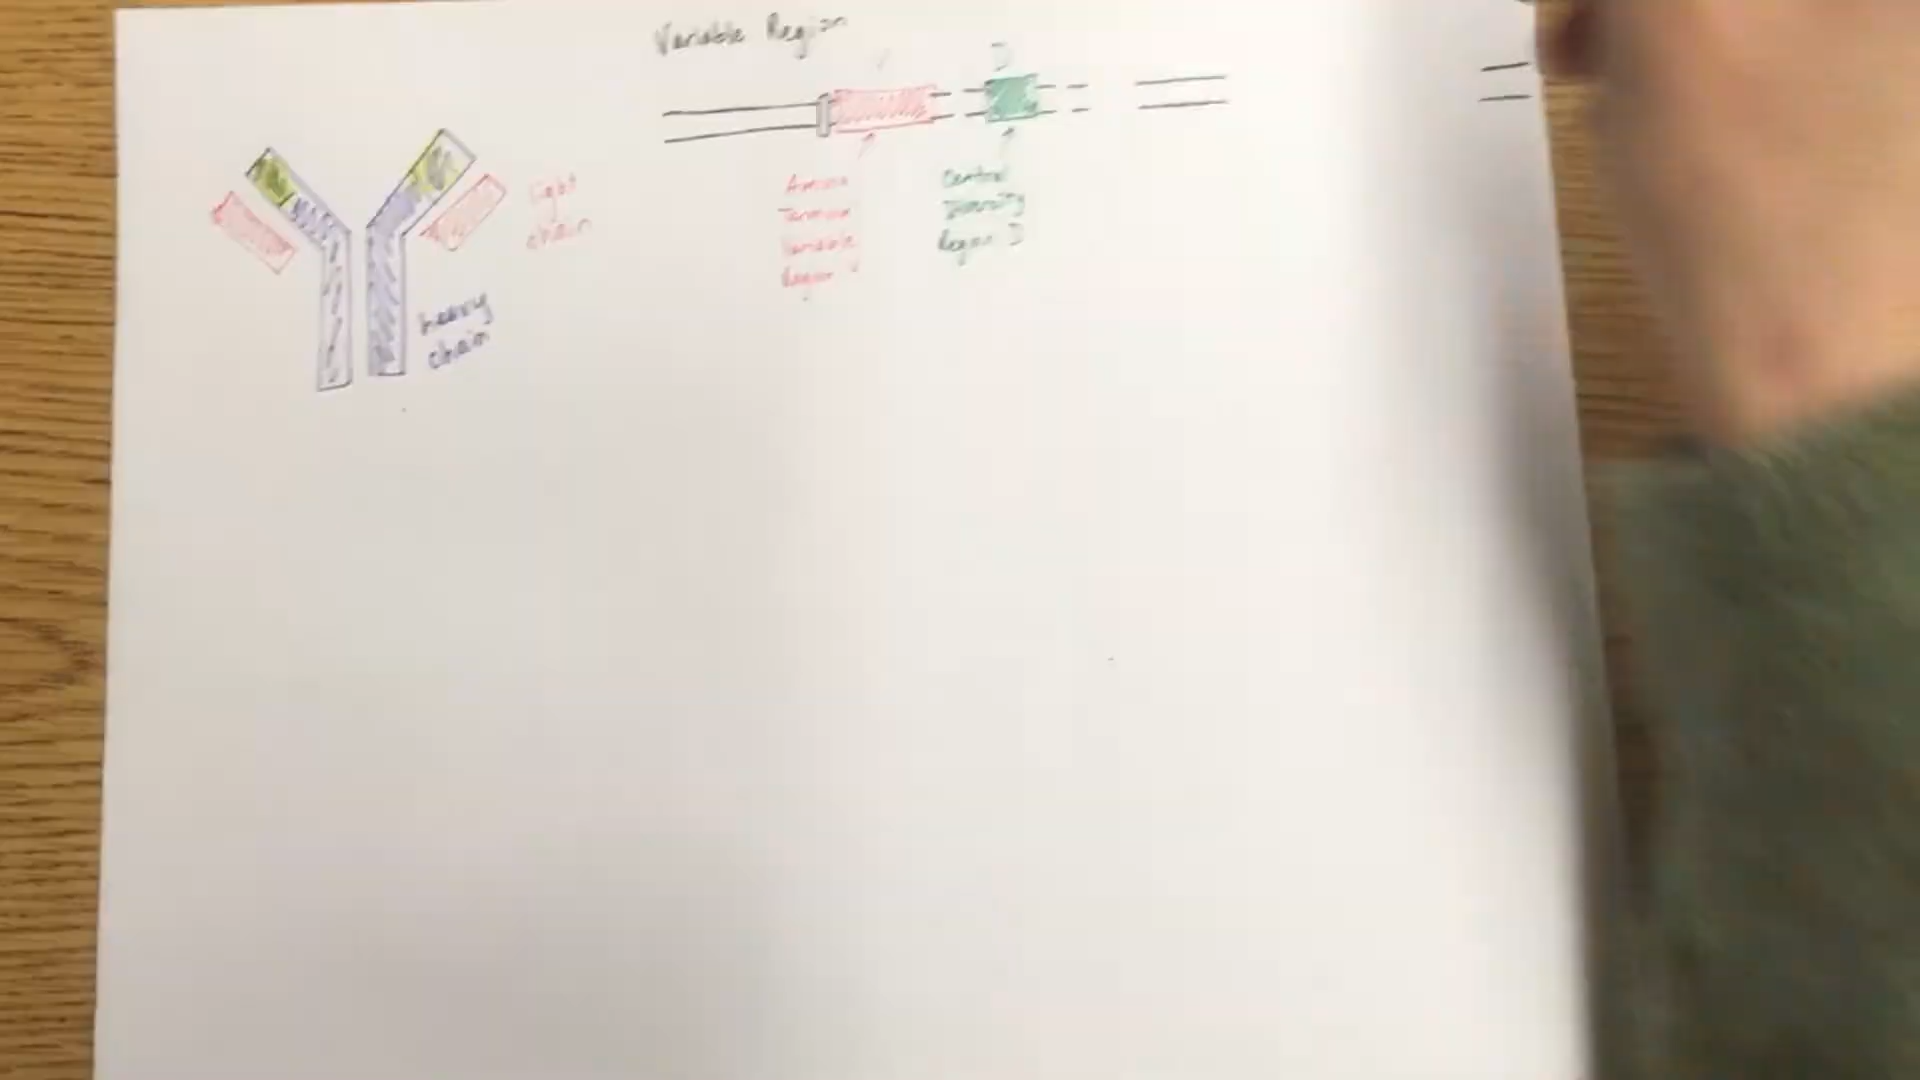 Variable Region
V
D
light
chain
heavy
chain
Amino
Terminal
Variable
Region V
Central
Diversity
Region D